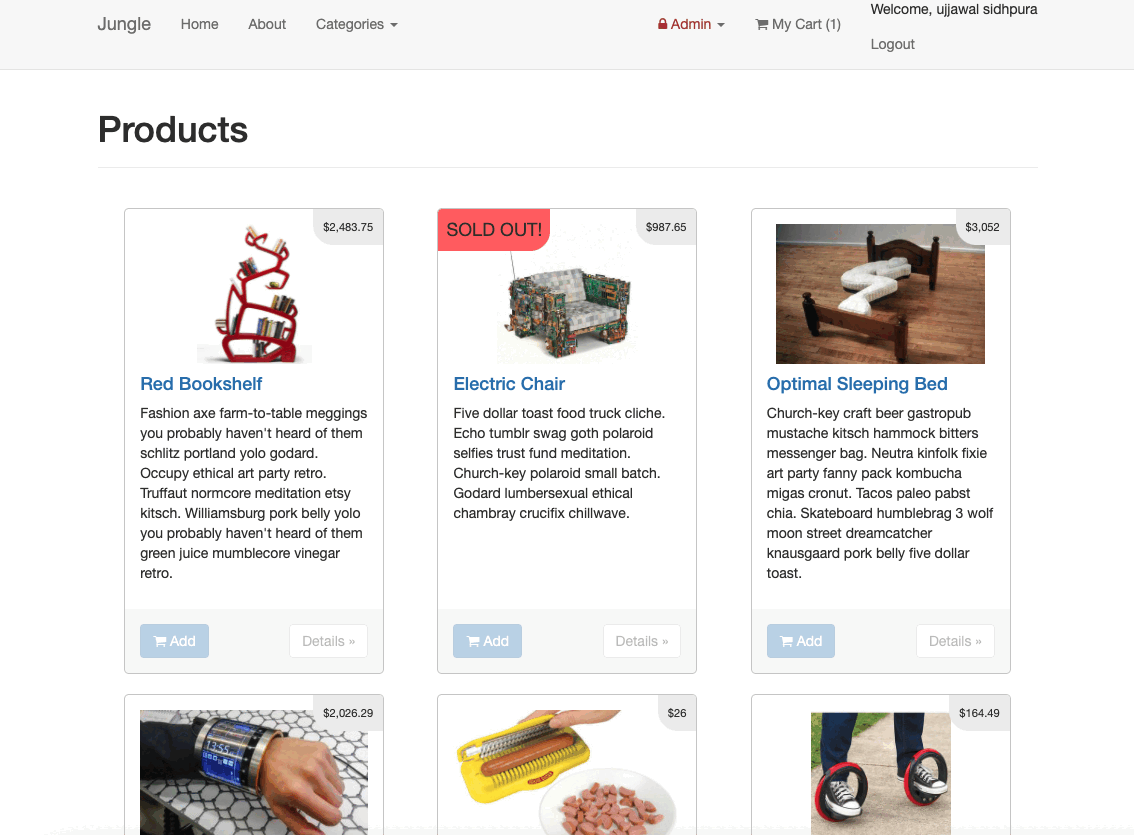 Jungle Home About Categories Admin My Cart (1) Welcome, ujjawal sidhpura
Logout
Products
$2,483.75
Red Bookshelf
Fashion axe farm-to-table meggings
you probably haven't heard of them
schlitz portland yolo godard.
Occupy ethical art party retro.
Truffaut normcore meditation etsy
kitsch. Williamsburg pork belly yolo
you probably haven't heard of them
green juice mumblecore vinegar
retro.
Add Details »
SOLD OUT! $987.65
Electric Chair
Five dollar toast food truck cliche.
Echo tumblr swag goth polaroid
selfies trust fund meditation.
Church-key polaroid small batch.
Godard lumbersexual ethical
chambray crucifix chillwave.
Add Details »
$3,052
Optimal Sleeping Bed
Church-key craft beer gastropub
mustache kitsch hammock bitters
messenger bag. Neutra kinfolk fixie
art party fanny pack kombucha
migas cronut. Tacos paleo pabst
chia. Skateboard humblebrag 3 wolf
moon street dreamcatcher
knausgaard pork belly five dollar
toast.
Add Details »
$2,026.29
13:55
$26
$164.49